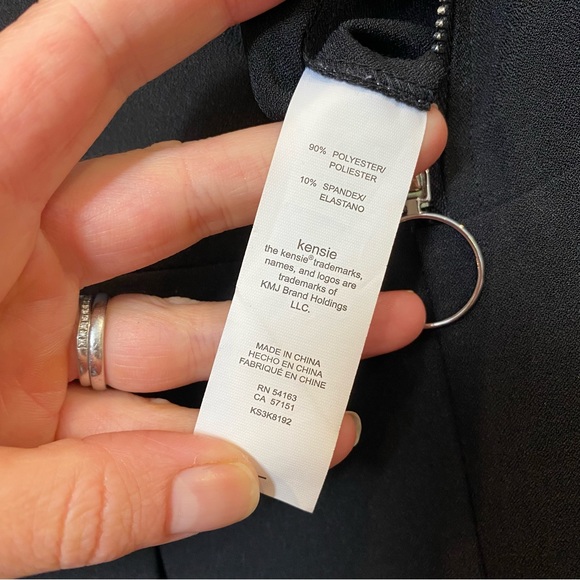 90% POLYESTER/
POLIESTER
10% SPANDEX/
ELASTANO
kensie
the kensie® trademarks,
names, and logos are
trademarks of
KMJ Brand Holdings
LLC.
MADE IN CHINA
HECHO EN CHINA
FABRIQUÉ EN CHINE
RN 54163
CA 57151
KS3K8192